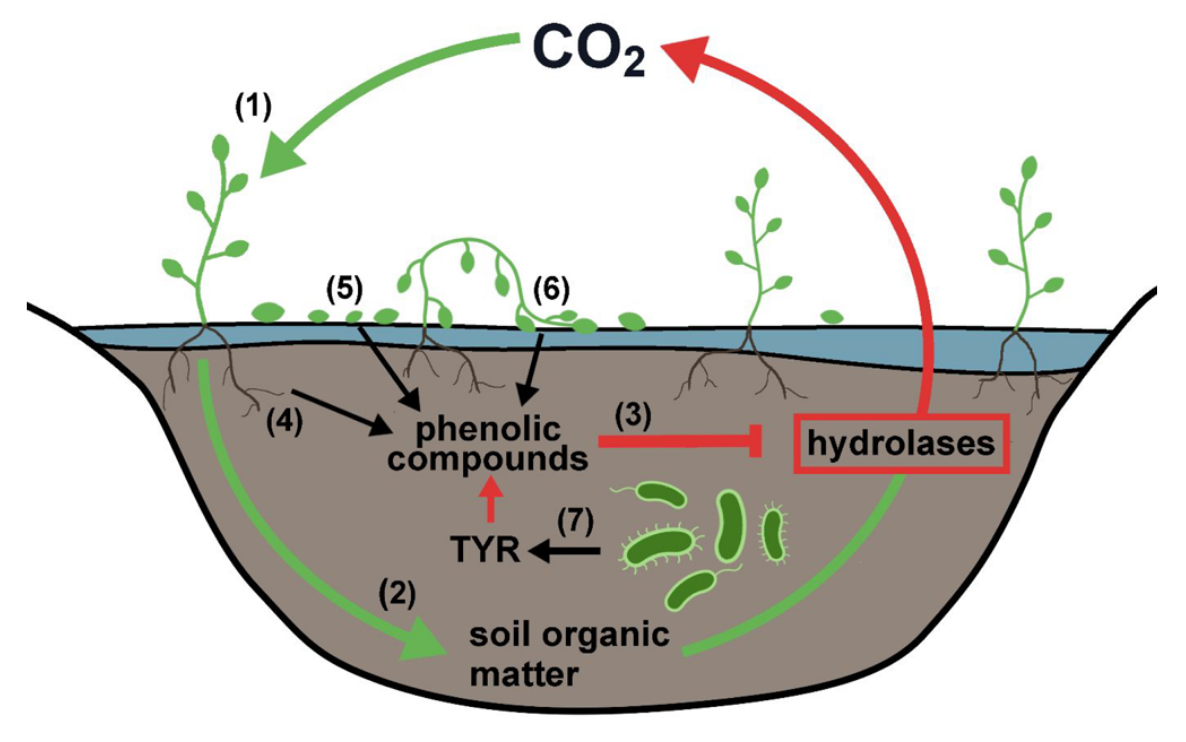 CO₂
(1)
(5)
(6)
(4)
phenolic
compounds
(3)
hydrolases
TYR
(7)
(2)
soil organic
matter